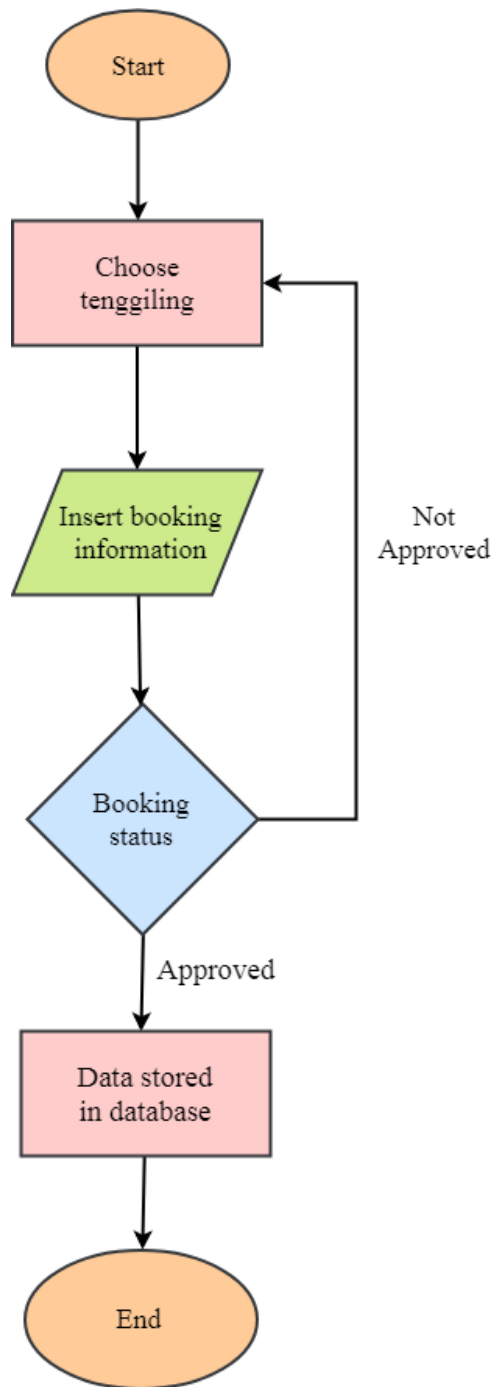 Start
Choose
tenggiling
Insert booking
information
Not
Approved
Booking
status
Approved
Data stored
in database
End